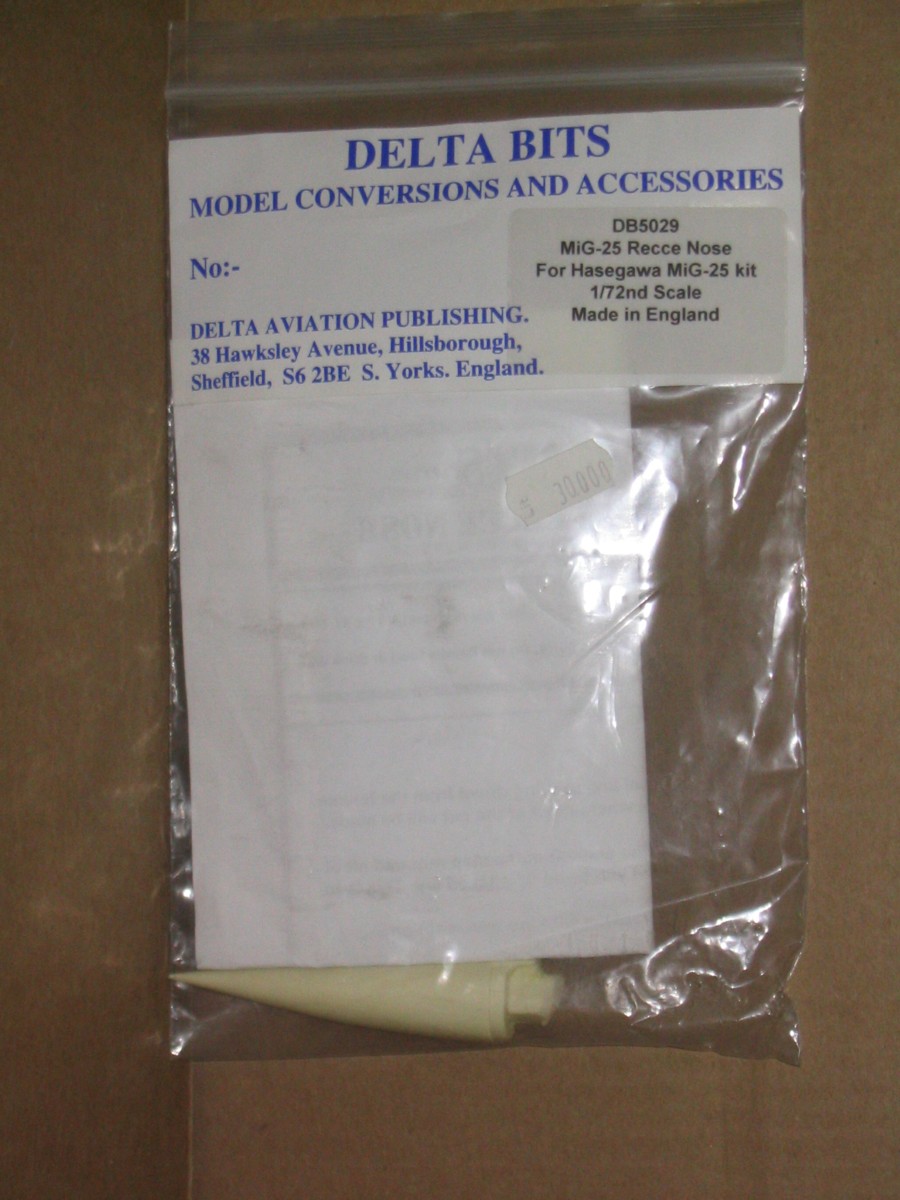 DELTA BITS
MODEL CONVERSIONS AND ACCESSORIES
No:-
DB5029
MiG-25 Recce Nose
For Hasegawa MiG-25 kit
1/72nd Scale
Made in England
DELTA AVIATION PUBLISHING.
38 Hawksley Avenue, Hillsborough,
Sheffield, S6 2BE S. Yorks. England.
30.000